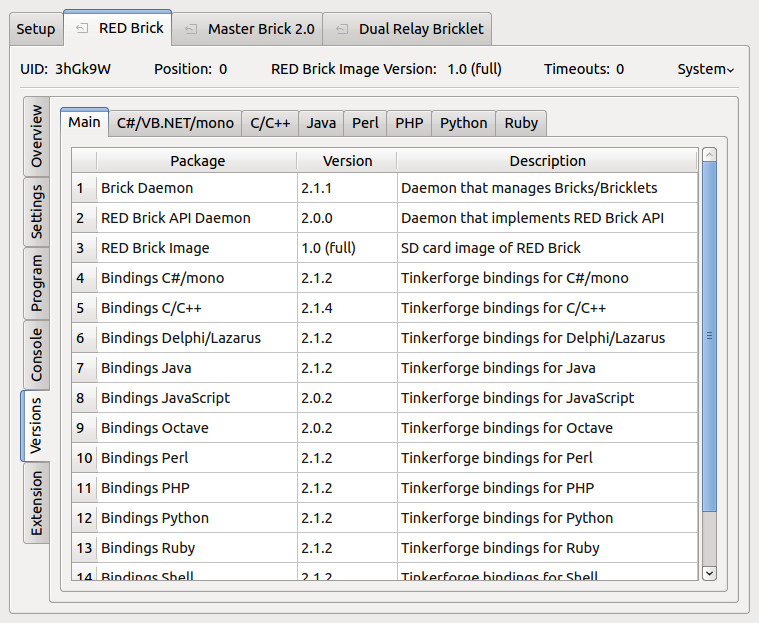 Setup RED Brick Master Brick 2.0 Dual Relay Bricklet
UID: 3hGk9W Position: 0 RED Brick Image Version: 1.0 (full) Timeouts: 0 System
Overview
Settings
Program
Console
Versions
Extension
Main C#/VB.NET/mono C/C++ Java Perl PHP Python Ruby
Package Version Description
1 Brick Daemon 2.1.1 Daemon that manages Bricks/Bricklets
2 RED Brick API Daemon 2.0.0 Daemon that implements RED Brick API
3 RED Brick Image 1.0 (full) SD card image of RED Brick
4 Bindings C#/mono 2.1.2 Tinkerforge bindings for C#/mono
5 Bindings C/C++ 2.1.4 Tinkerforge bindings for C/C++
6 Bindings Delphi/Lazarus 2.1.2 Tinkerforge bindings for Delphi/Lazarus
7 Bindings Java 2.1.2 Tinkerforge bindings for Java
8 Bindings JavaScript 2.0.2 Tinkerforge bindings for JavaScript
9 Bindings Octave 2.0.2 Tinkerforge bindings for Octave
10 Bindings Perl 2.1.2 Tinkerforge bindings for Perl
11 Bindings PHP 2.1.2 Tinkerforge bindings for PHP
12 Bindings Python 2.1.2 Tinkerforge bindings for Python
13 Bindings Ruby 2.1.2 Tinkerforge bindings for Ruby
14 Bindings Shell 2.1.2 Tinkerforge bindings for Shell